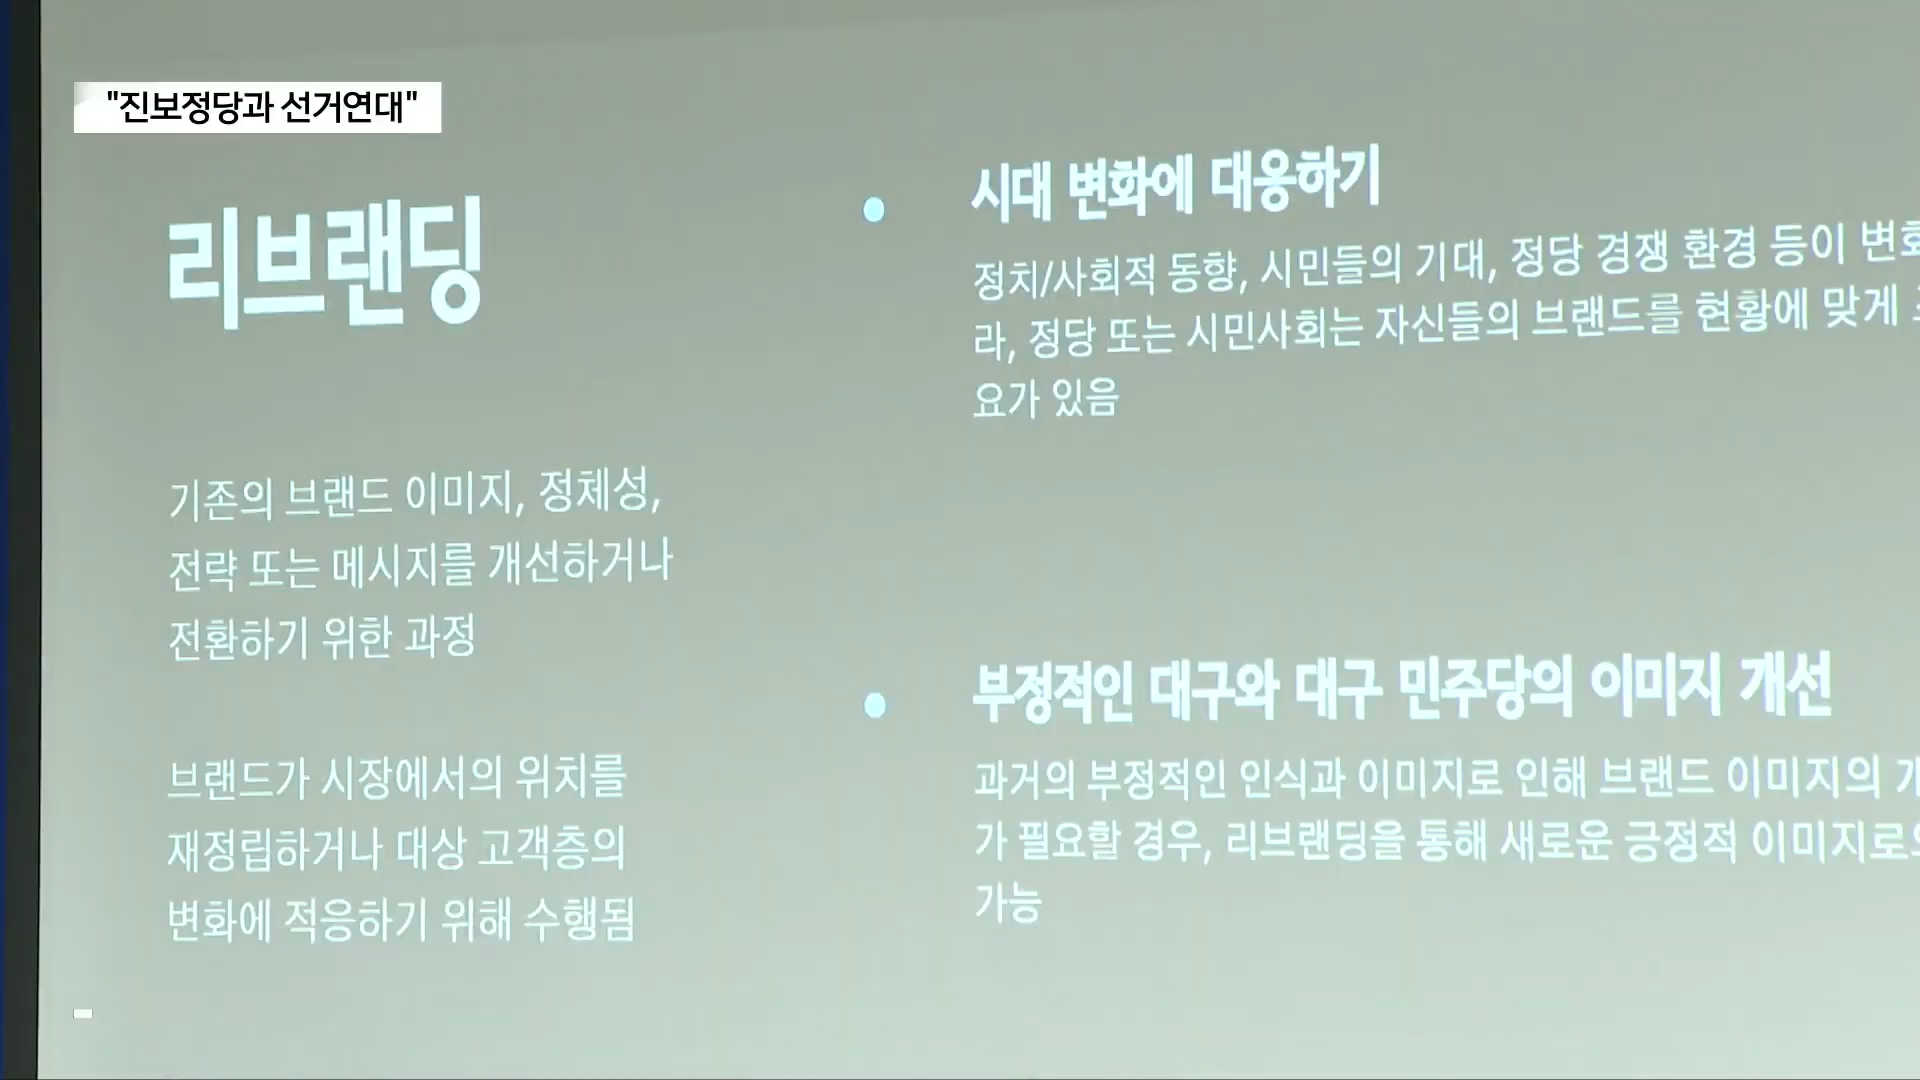 "진보정당과 선거연대"
리브랜딩
기존의 브랜드 이미지, 정체성,
전략 또는 메시지를 개선하거나
전환하기 위한 과정
브랜드가 시장에서의 위치를
재정립하거나 대상 고객층의
변화에 적응하기 위해 수행됨
시대 변화에 대응하기
정치/사회적 동향, 시민들의 기대, 정당 경쟁 환경 등이
라, 정당 또는 시민사회는 자신들의 브랜드를 현황에 맞게
요가 있음
부정적인 대구와 대구 민주당의 이미지 개선
과거의 부정적인 인식과 이미지로 인해 브랜드 이미지의
가 필요할 경우, 리브랜딩을 통해 새로운 긍정적
가능